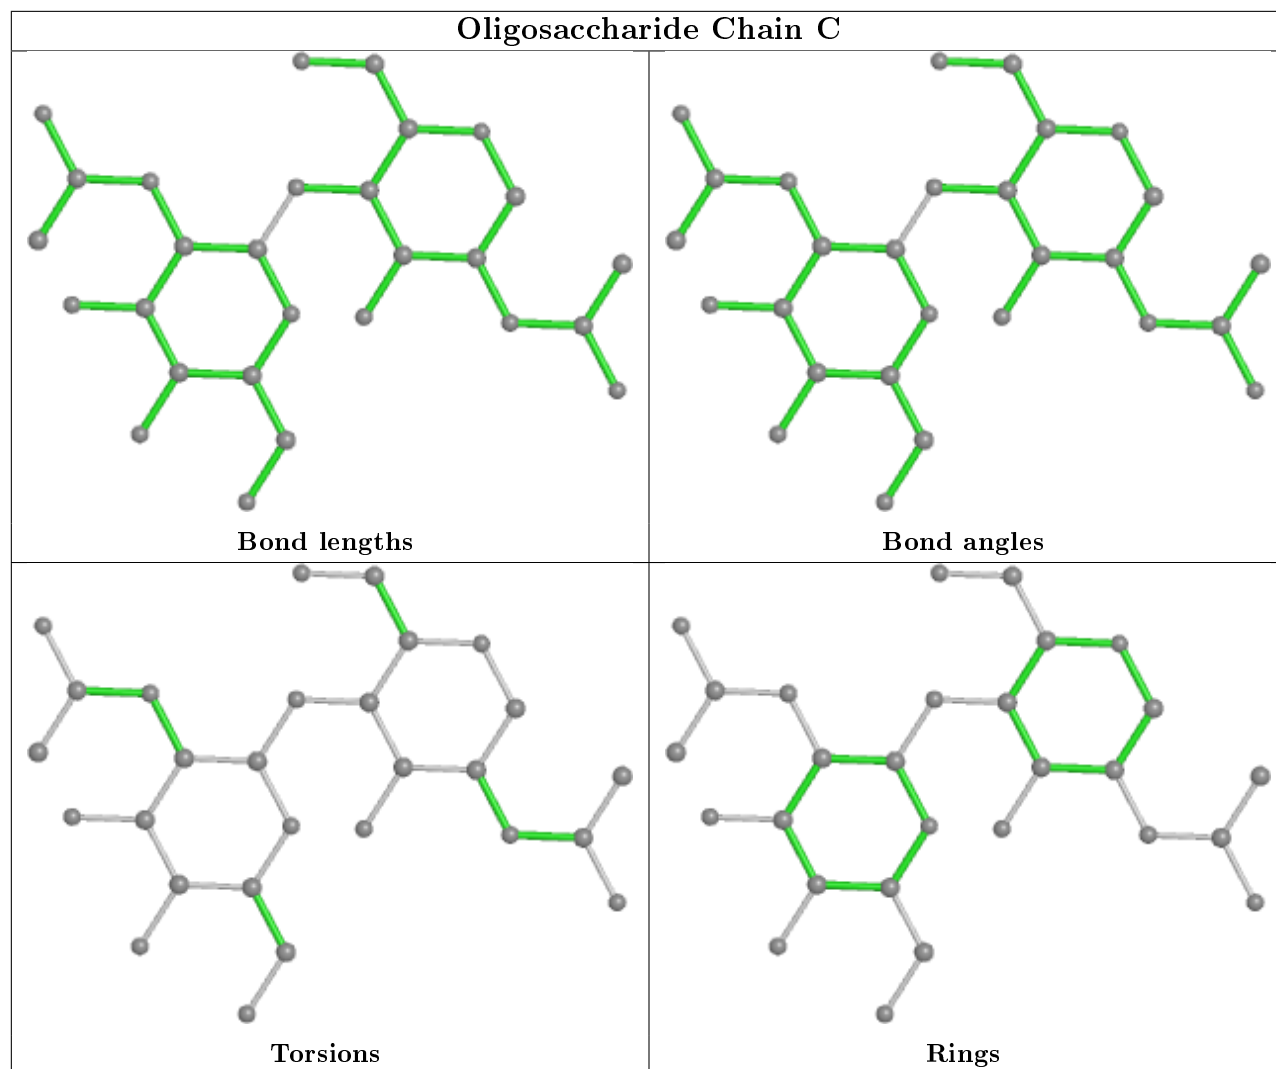 Oligosaccharide Chain C
Bond lengths
Bond angles
Torsions
Rings